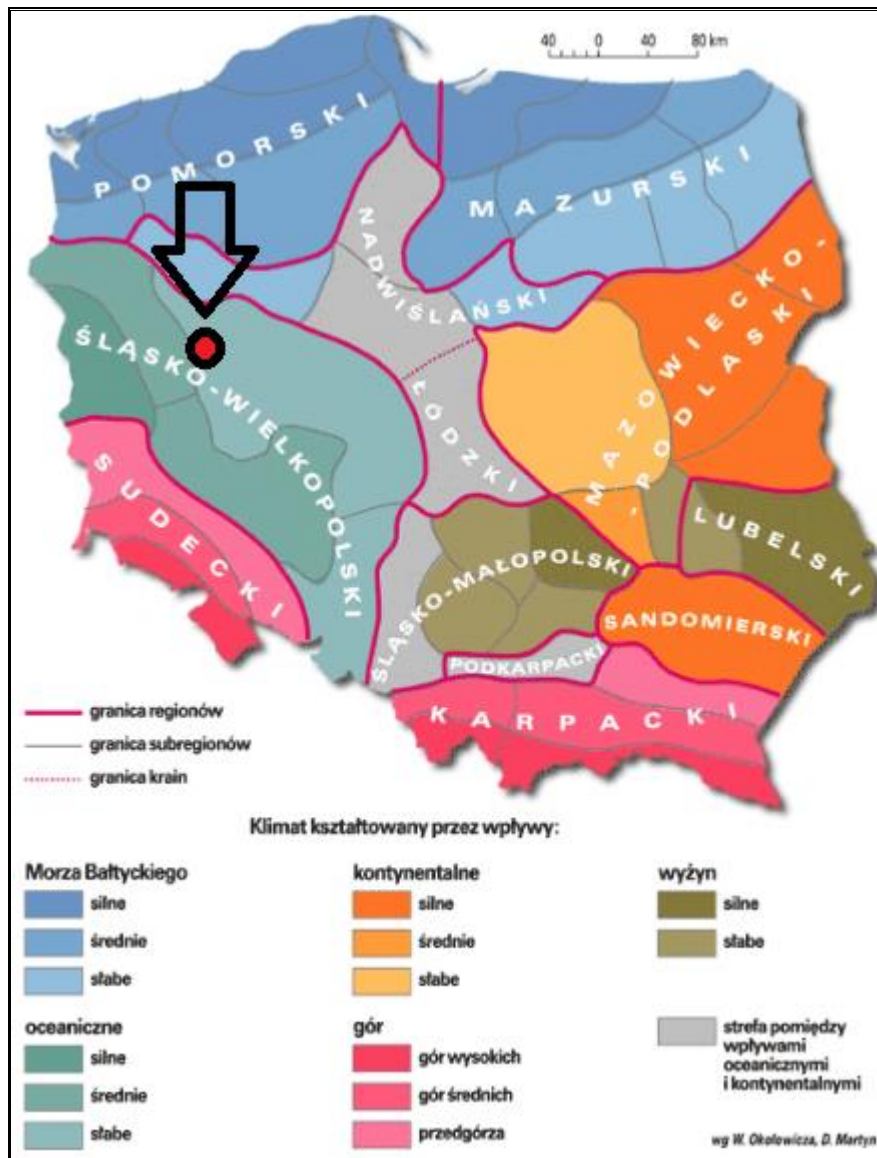 40 0 40 80 km
POMORSKI
MAZURSKI
NADWIŚLAŃSKI
MAZOWIECKO-
-PODLASKI
ŚLĄSKO-WIELKOPOLSKI
ŁÓDZKI
SUDECKI
LUBELSKI
ŚLĄSKO-MAŁOPOLSKI
SANDOMIERSKI
PODKARPACKI
KARPACKI
granica regionów
granica subregionów
granica krain
Klimat kształtowany przez wpływy:
Morza Bałtyckiego
silne
średnie
słabe
kontynentalne
silne
średnie
słabe
wyżyn
silne
słabe
oceaniczne
silne
średnie
słabe
gór
gór wysokich
gór średnich
przedgórza
strefa pomiędzy
wpływami
oceanicznymi
i kontynentalnymi
wg W. Okołowicza, D. Martyn